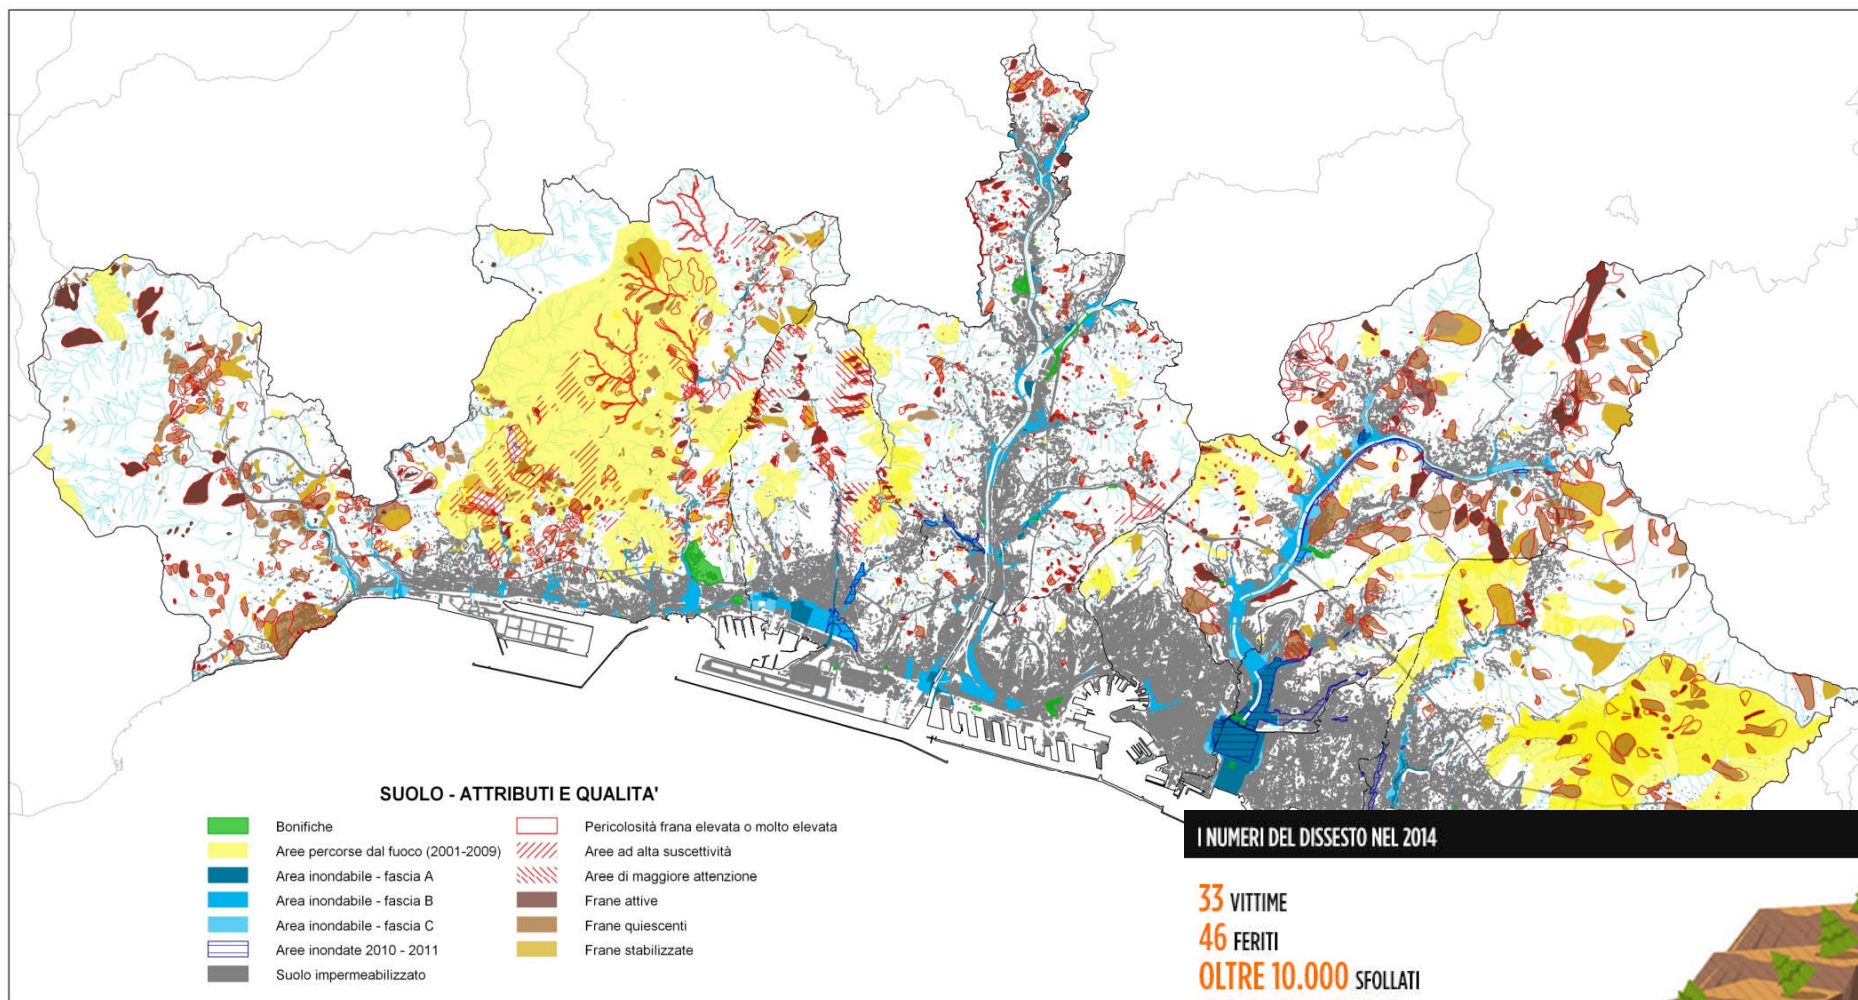 SUOLO - ATTRIBUTI E QUALITA'
Bonifiche
Aree percorse dal fuoco (2001-2009)
Area inondabile - fascia A
Area inondabile - fascia B
Area inondabile - fascia C
Aree inondate 2010 - 2011
Suolo impermeabilizzato
Pericolosità frana elevata o molto elevata
Aree ad alta suscettività
Aree di maggiore attenzione
Frane attive
Frane quiescenti
Frane stabilizzate
I NUMERI DEL DISSESTO NEL 2014
33 VITTIME
46 FERITI
OLTRE 10.000 SFOLLATI